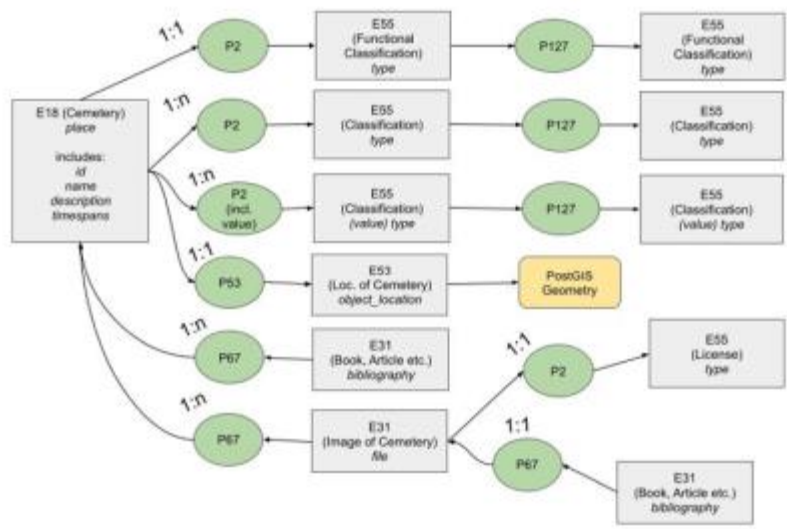 1:1
P2
E55
(Functional
Classification)
type
P127
E55
(Functional
Classification)
type
E18 (Cemetery)
place
includes:
id
name
description
timespans
1:n
P2
E55
(Classification)
type
P127
E55
(Classification)
type
1:n
P2
(incl.
value)
E55
(Classification)
(value) type
P127
E55
(Classification)
(value) type
1:1
P53
E53
(Loc. of Cemetery)
object_location
PostGIS
Geometry
1:n
P67
E31
(Book, Article etc.)
bibliography
1:1
P2
E55
(License)
type
1:n
P67
E31
(Image of Cemetery)
file
1:1
P67
E31
(Book, Article etc.)
bibliography